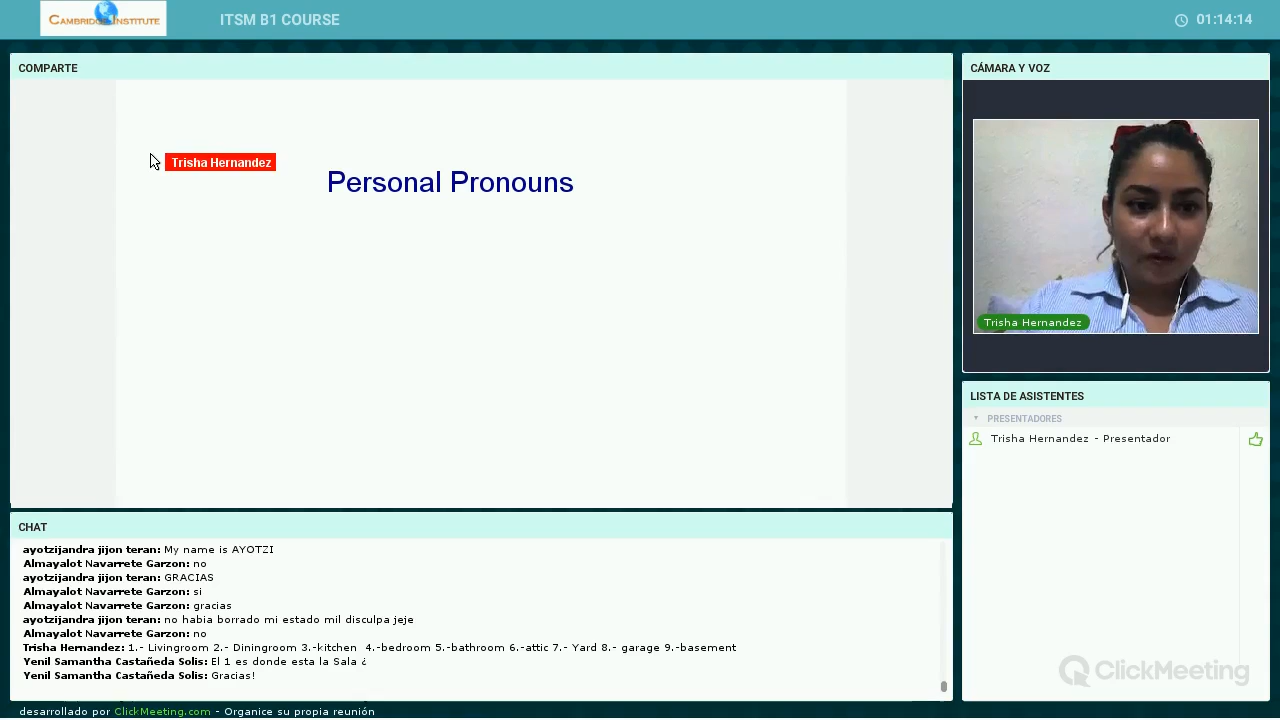 CAMBRIDGE INSTITUTE
ITSM B1 COURSE
01:14:14
COMPARTE
Trisha Hernandez
Personal Pronouns
CÁMARA Y VOZ
Trisha Hernandez
LISTA DE ASISTENTES
PRESENTADORES
Trisha Hernandez - Presentador
CHAT
ayotzijandra jijon teran: My name is AYOTZI
Almayalot Navarrete Garzon: no
ayotzijandra jijon teran: GRACIAS
Almayalot Navarrete Garzon: si
Almayalot Navarrete Garzon: gracias
ayotzijandra jijon teran: no habia borrado mi estado mil disculpa jeje
Almayalot Navarrete Garzon: no
Trisha Hernandez: 1.- Livingroom 2.- Diningroom 3.-kitchen 4.-bedroom 5.-bathroom 6.-attic 7.- Yard 8.- garage 9.-basement
Yenil Samantha Castañeda Solis: El 1 es donde esta la Sala ¿
Yenil Samantha Castañeda Solis: Gracias!
ClickMeeting
desarrollado por ClickMeeting.com - Organice su propia reunión